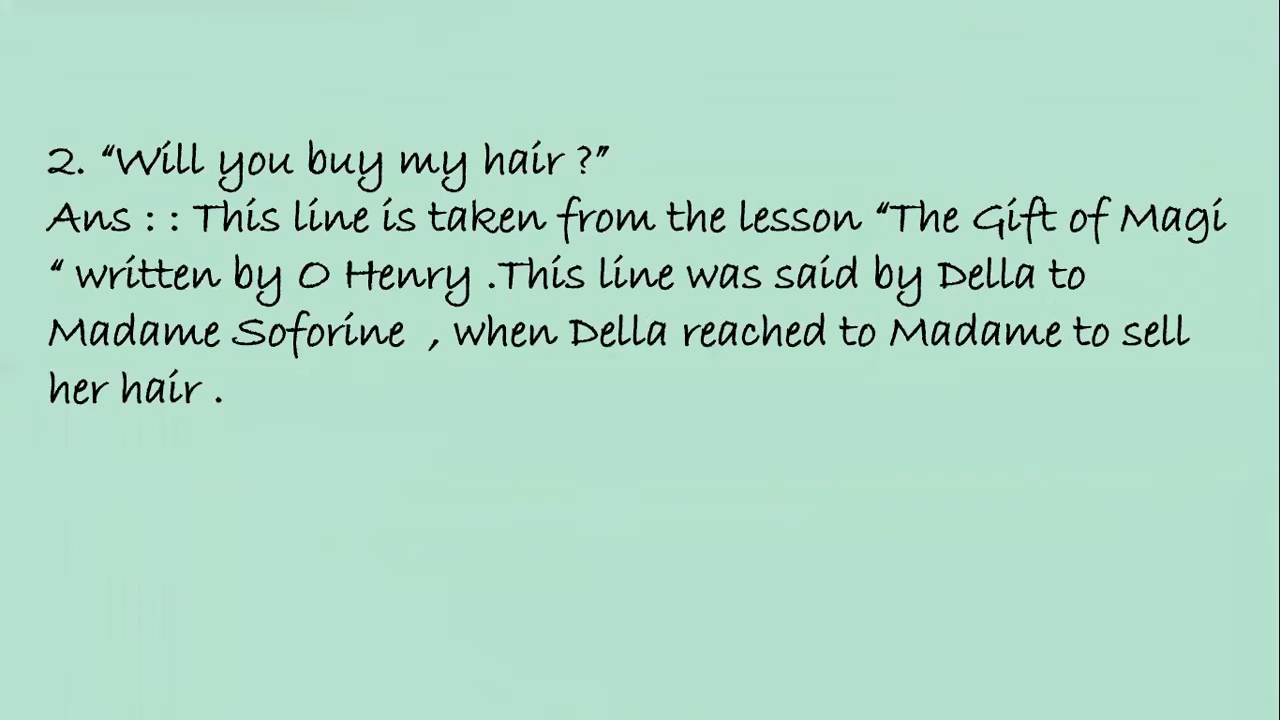 2. “Will you buy my hair ?”
Ans : : This line is taken from the lesson “The Gift of Magi
“ written by O Henry .This line was said by Della to
Madame Soforine , when Della reached to Madame to sell
her hair .